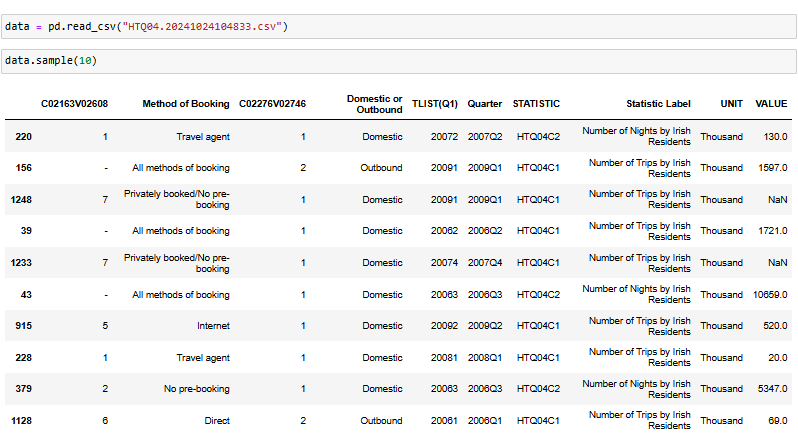 data = pd.read_csv("HTQ04.20241024104833.csv")
data.sample(10)
C02163V02608 Method of Booking C02276V02746 Domestic or Outbound TLIST(Q1) Quarter STATISTIC Statistic Label UNIT VALUE
220 1 Travel agent 1 Domestic 20072 2007Q2 HTQ04C2 Number of Nights by Irish Residents Thousand 130.0
156 - All methods of booking 2 Outbound 20091 2009Q1 HTQ04C1 Number of Trips by Irish Residents Thousand 1597.0
1248 7 Privately booked/No pre-booking 1 Domestic 20091 2009Q1 HTQ04C1 Number of Trips by Irish Residents Thousand NaN
39 - All methods of booking 1 Domestic 20062 2006Q2 HTQ04C1 Number of Trips by Irish Residents Thousand 1721.0
1233 7 Privately booked/No pre-booking 1 Domestic 20074 2007Q4 HTQ04C1 Number of Trips by Irish Residents Thousand NaN
43 - All methods of booking 1 Domestic 20063 2006Q3 HTQ04C2 Number of Nights by Irish Residents Thousand 10659.0
915 5 Internet 1 Domestic 20092 2009Q2 HTQ04C1 Number of Trips by Irish Residents Thousand 520.0
228 1 Travel agent 1 Domestic 20081 2008Q1 HTQ04C1 Number of Trips by Irish Residents Thousand 20.0
379 2 No pre-booking 1 Domestic 20063 2006Q3 HTQ04C2 Number of Nights by Irish Residents Thousand 5347.0
1128 6 Direct 2 Outbound 20061 2006Q1 HTQ04C1 Number of Trips by Irish Residents Thousand 69.0